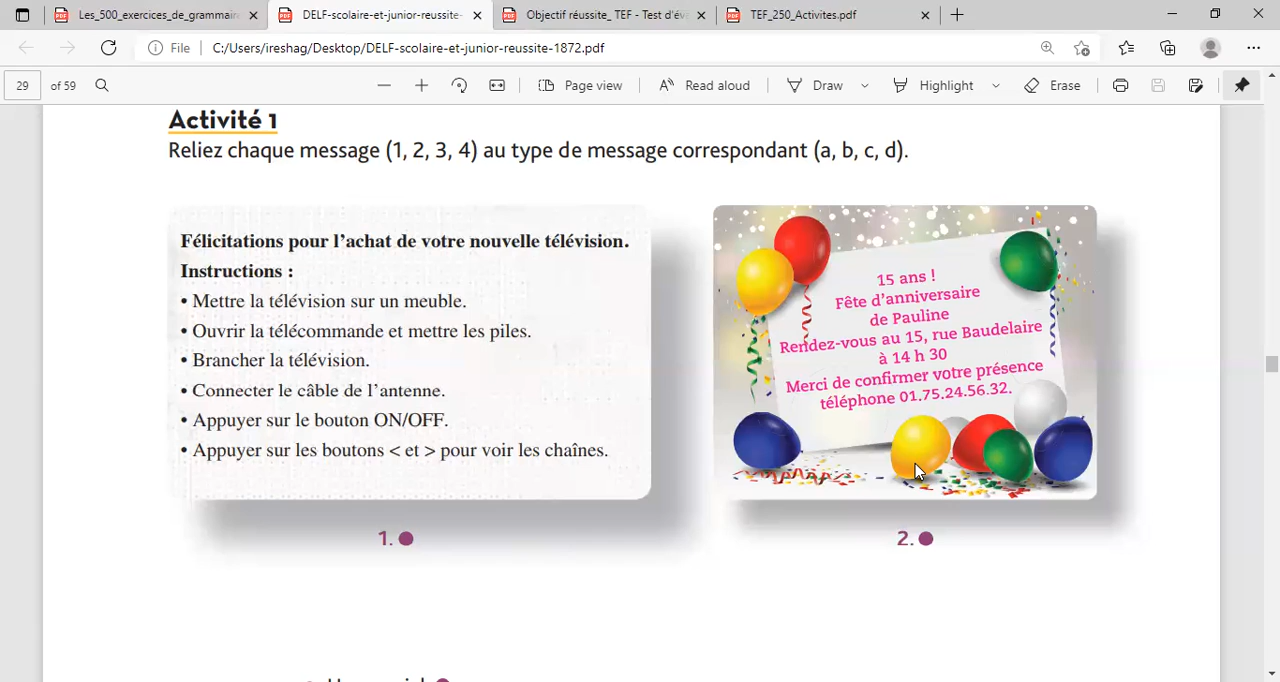 Les_500_exercices_de_grammair
DELF-scolaire-et-junior-reussite-
Objectif réussite_ TEF - Test d'év
TEF_250_Activites.pdf
File
C:/Users/ireshag/Desktop/DELF-scolaire-et-junior-reussite-1872.pdf
29 of 59
Page view
Read aloud
Draw
Highlight
Erase
Activité 1
Reliez chaque message (1, 2, 3, 4) au type de message correspondant (a, b, c, d).
Félicitations pour l'achat de votre nouvelle télévision.
Instructions :
• Mettre la télévision sur un meuble.
• Ouvrir la télécommande et mettre les piles.
• Brancher la télévision.
• Connecter le câble de l'antenne.
• Appuyer sur le bouton ON/OFF.
• Appuyer sur les boutons < et > pour voir les chaînes.
1.
15 ans !
Fête d'anniversaire
de Pauline
Rendez-vous au 15, rue Baudelaire
à 14 h 30
Merci de confirmer votre présence
téléphone 01.75.24.56.32.
2.